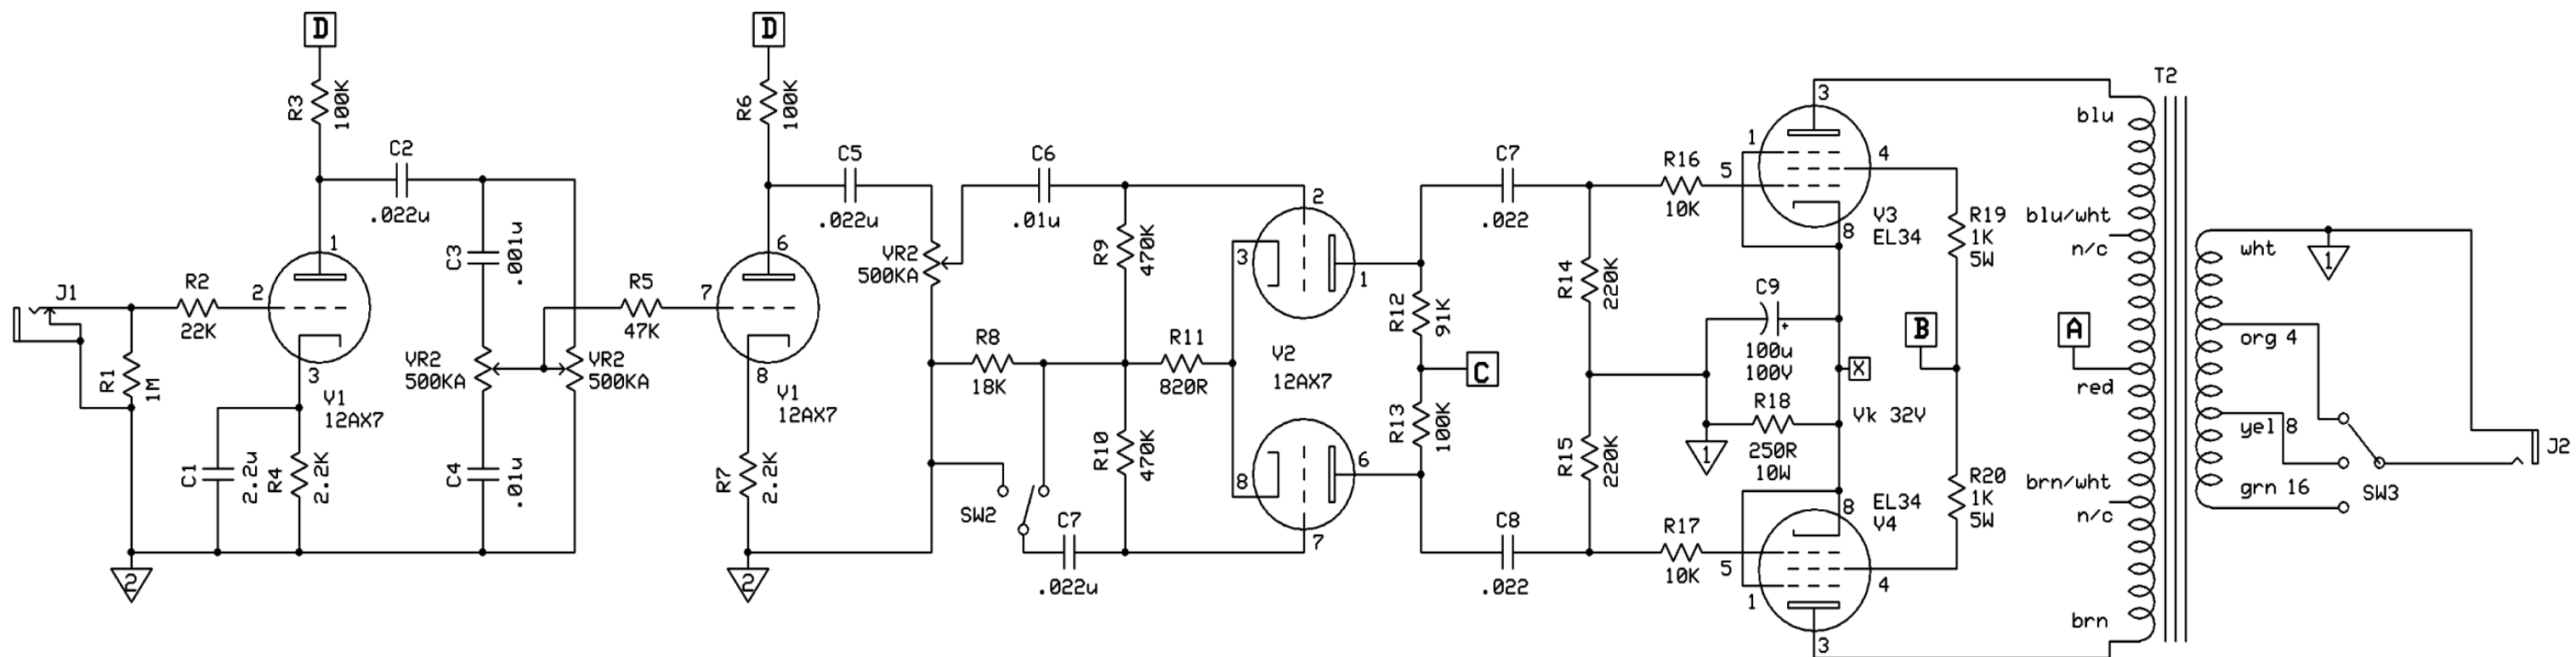 D
R3
100K
C2
.022u
1
C3
.001u
J1
R2
22K
2
R1
1M
3
V1
12AX7
C1
2.2u
R4
2.2K
VR2
500KA
VR2
500KA
C4
.01u
2
D
R6
100K
C5
.022u
6
R5
47K
7
8
V1
12AX7
R7
2.2K
2
VR2
500KA
C6
.01u
R9
470K
R8
18K
R11
820R
R10
470K
SW2
C7
.022u
2
3
1
V2
12AX7
8
6
7
R12
91K
C
R13
100K
C7
.022
R14
220K
R15
220K
C8
.022
R16
10K
R17
10K
3
1
5
4
8
V3
EL34
R19
1K
5W
C9
+
100u
100V
X
R18
250R
10W
1
Vk 32V
B
8
EL34
V4
5
4
1
3
R20
1K
5W
T2
blu
blu/wht
n/c
A
red
brn/wht
n/c
brn
wht
1
org 4
yel 8
grn 16
SW3
J2